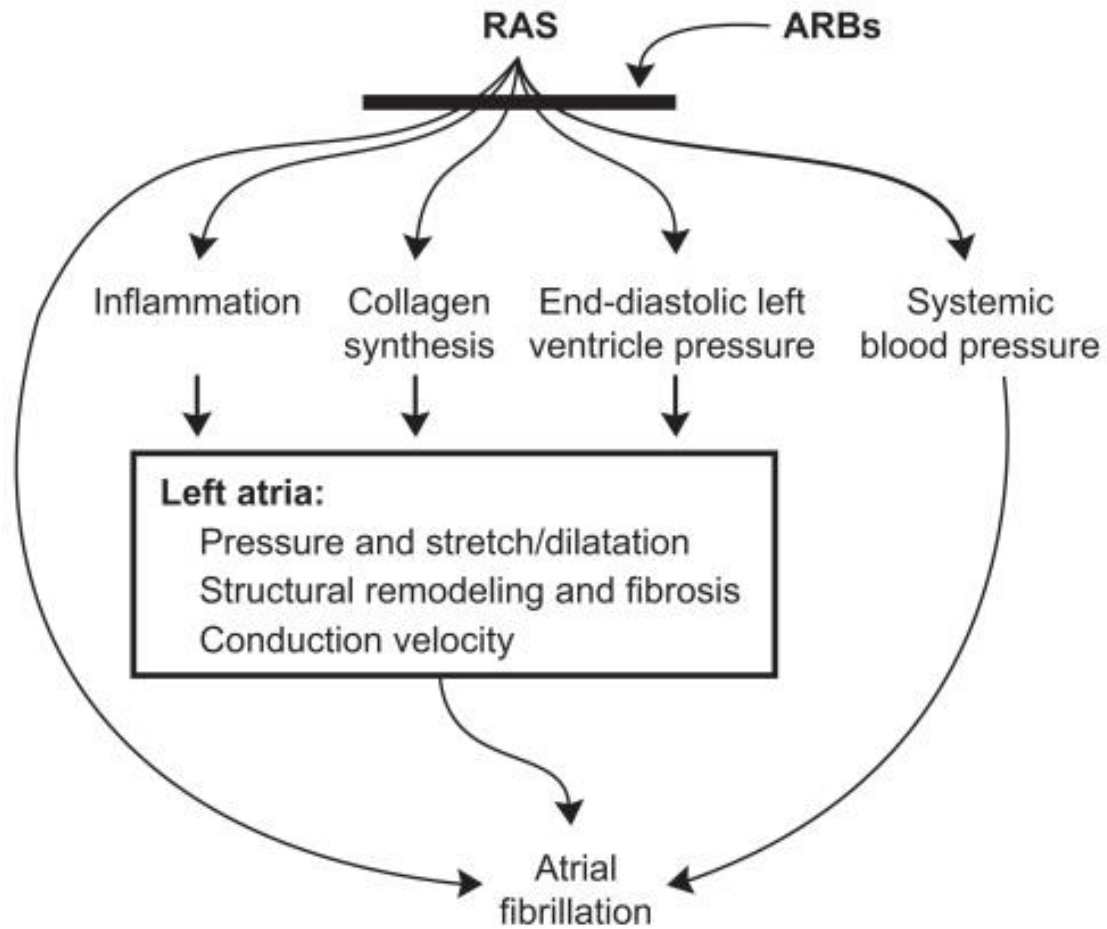 RAS
ARBs
Inflammation
Collagen
synthesis
End-diastolic left
ventricle pressure
Systemic
blood pressure
Left atria:
Pressure and stretch/dilatation
Structural remodeling and fibrosis
Conduction velocity
Atrial
fibrillation